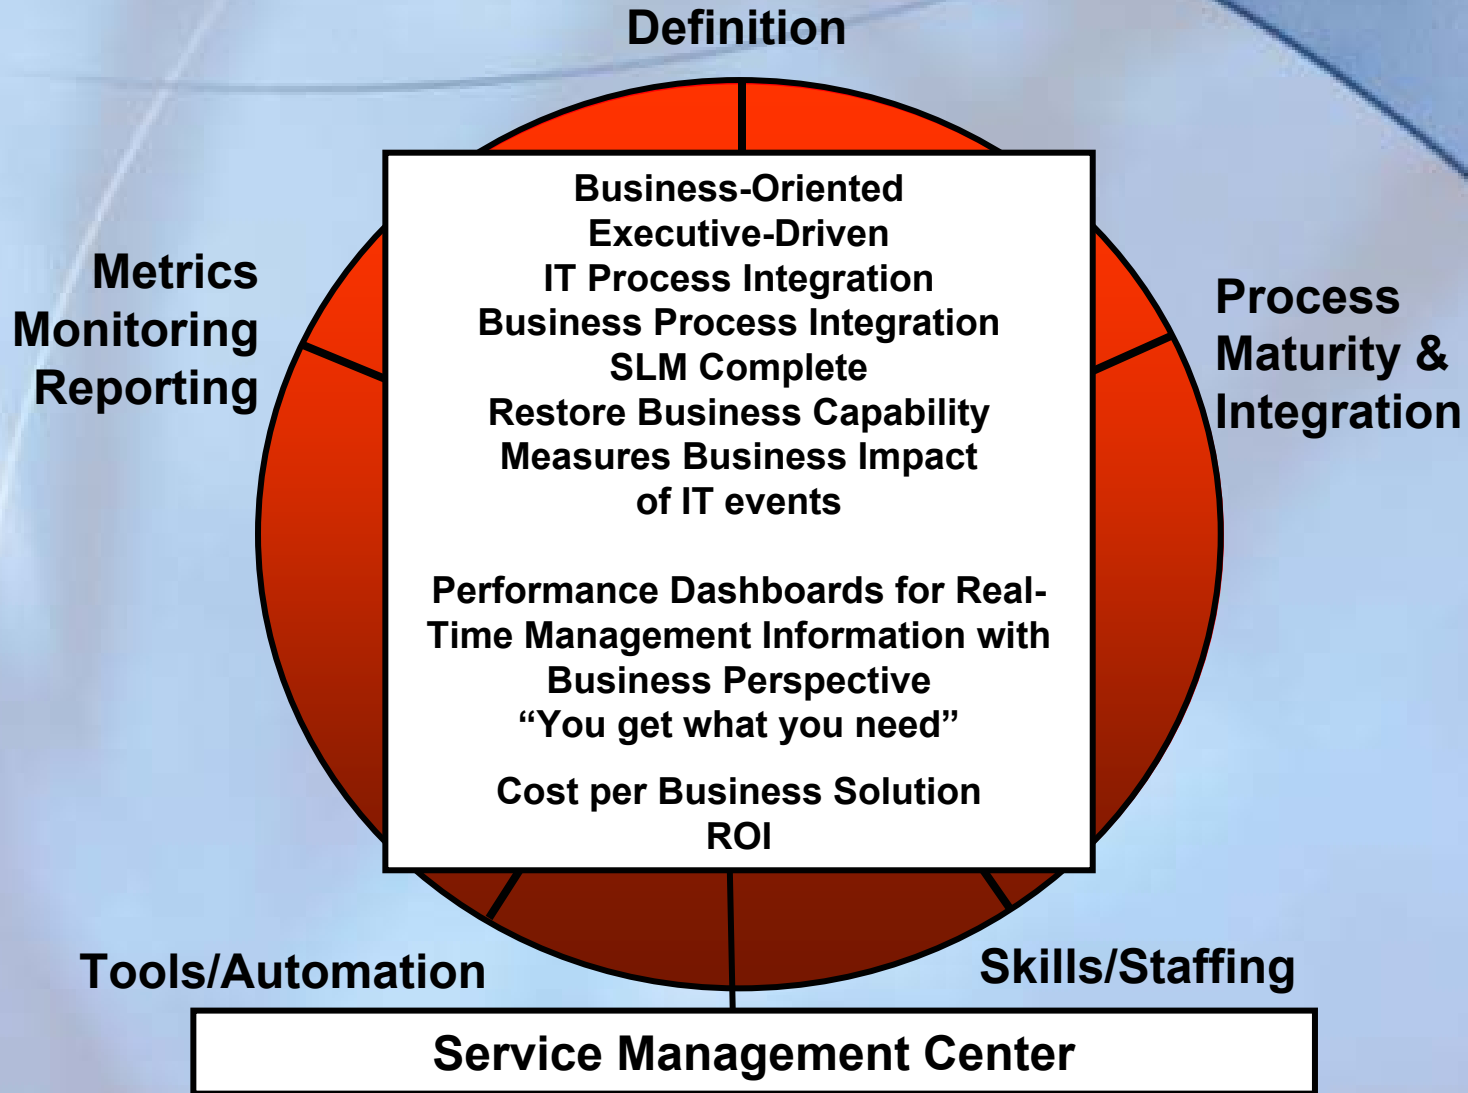 Definition
Metrics
Monitoring
Reporting
Business-Oriented
Executive-Driven
IT Process Integration
Business Process Integration
SLM Complete
Restore Business Capability
Measures Business Impact
of IT events
Performance Dashboards for Real-
Time Management Information with
Business Perspective
“You get what you need”
Cost per Business Solution
ROI
Process
Maturity &
Integration
Tools/Automation
Skills/Staffing
Service Management Center